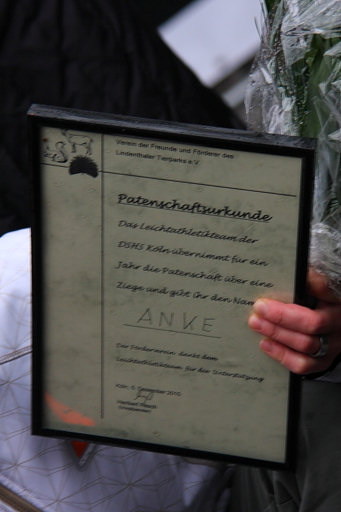 Verein der Freunde und Förderer des
Lindenthaler Tierparks e.V.
Patenschaftsurkunde
Das Leichtathletikteam der
DSHS Köln übernimmt für ein
Jahr die Patenschaft über eine
Ziege und gibt ihr den
ANKE
Der Förderverein dankt dem
Leichtathletikteam für die Unterstützung
Köln, 5. Dezember 2010